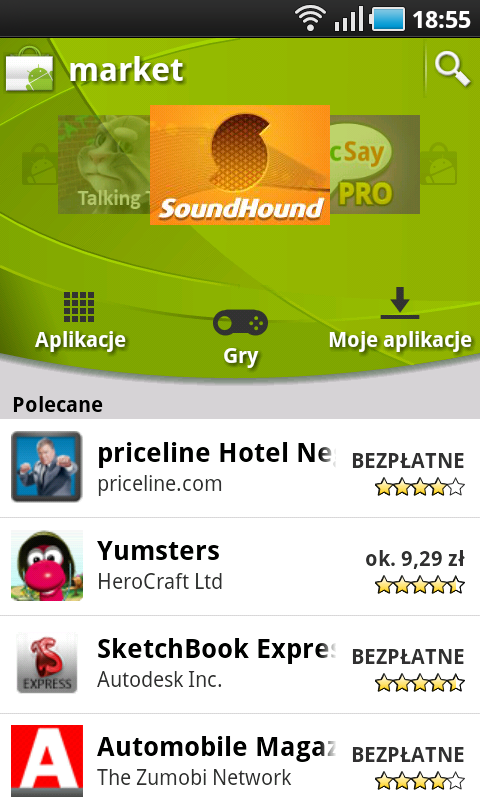 18:55
market
Talking
SoundHound
cSay
PRO
Aplikacje
Gry
Moje aplikacje
Polecane
priceline Hotel Ne
BEZPŁATNE
priceline.com
Yumsters
ok. 9,29 zł
HeroCraft Ltd
SketchBook Expres
BEZPŁATNE
Autodesk Inc.
EXPRESS
Automobile Magaz
BEZPŁATNE
The Zumobi Network
A